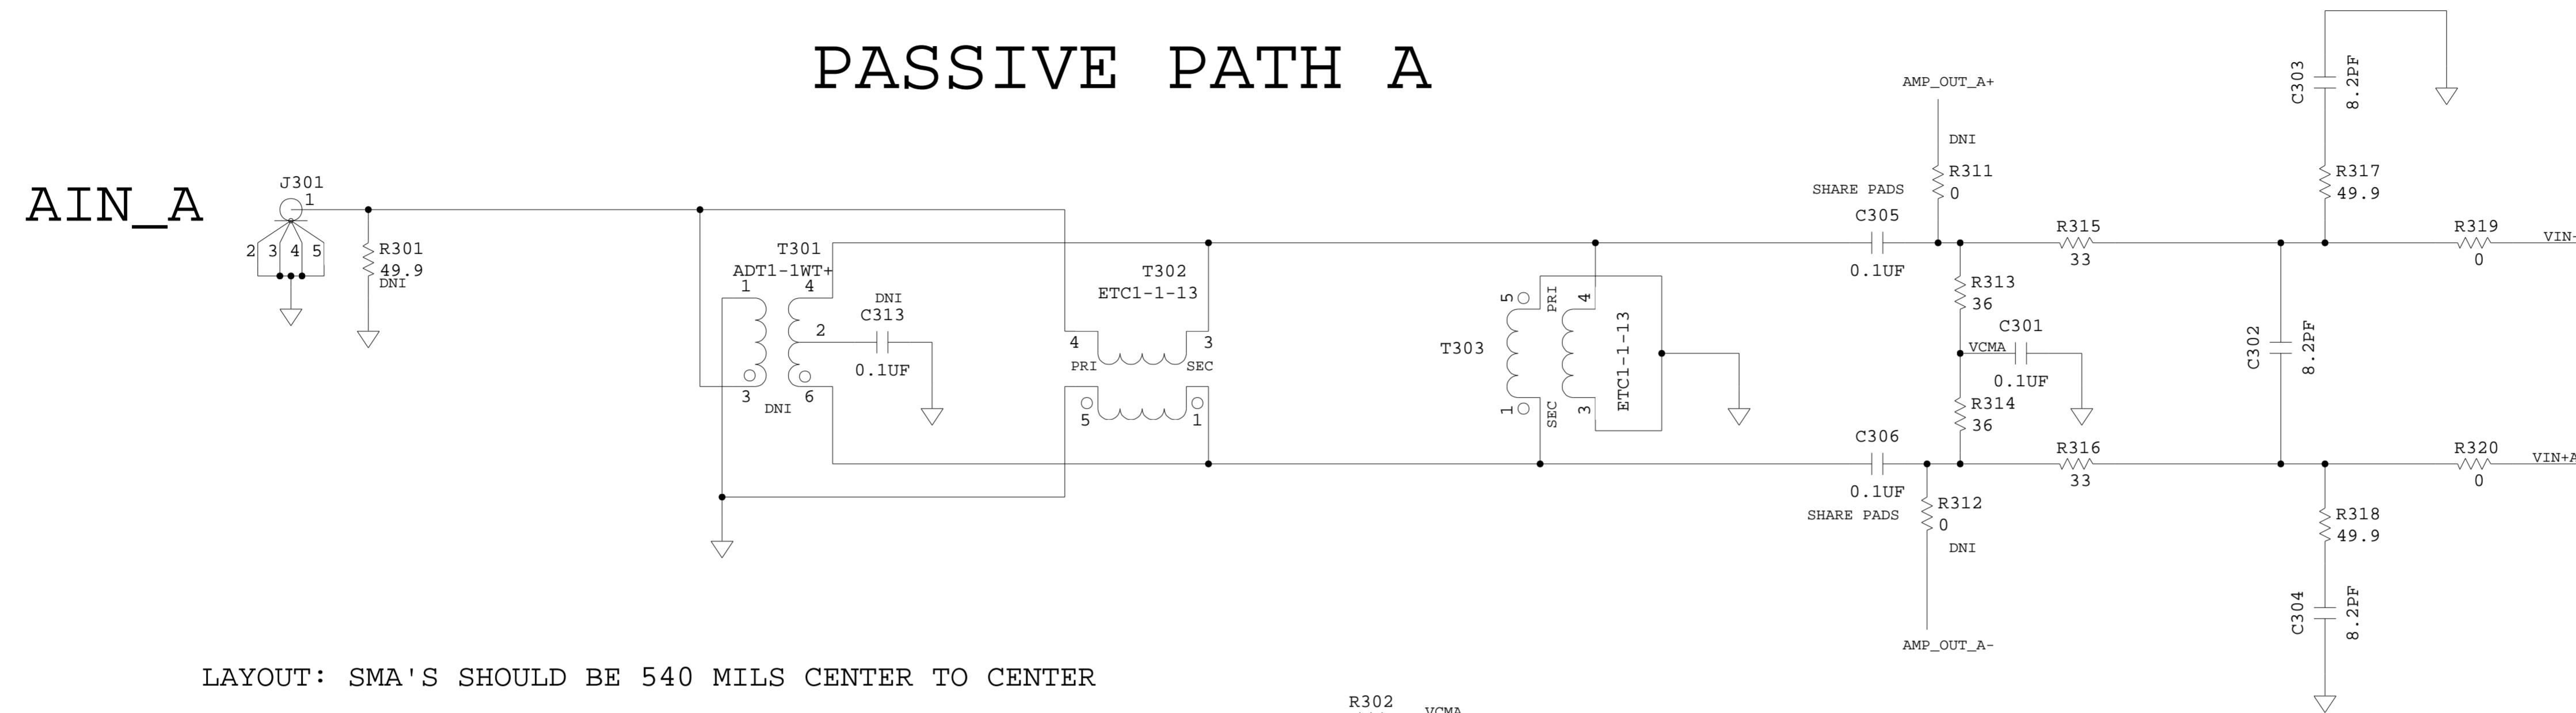 PASSIVE PATH A
AIN_A
J301
1
2 3 4 5
R301
49.9
DNI
T301
ADT1-1WT+
1 4
2
3 6
DNI
DNI
C313
0.1UF
T302
ETC1-1-13
4 3
PRI SEC
5 1
T303
5 PRI 4
1 SEC 3
ETC1-1-13
SHARE PADS
C305
0.1UF
AMP_OUT_A+
DNI
R311
0
R313
36
VCMA
C301
0.1UF
R314
36
C306
0.1UF
SHARE PADS
R312
0
DNI
AMP_OUT_A-
R315
33
R316
33
C302
8.2PF
C303
8.2PF
R317
49.9
R319
0
VIN-
R320
0
VIN+A
R318
49.9
C304
8.2PF
LAYOUT: SMA'S SHOULD BE 540 MILS CENTER TO CENTER
R302
VCMA